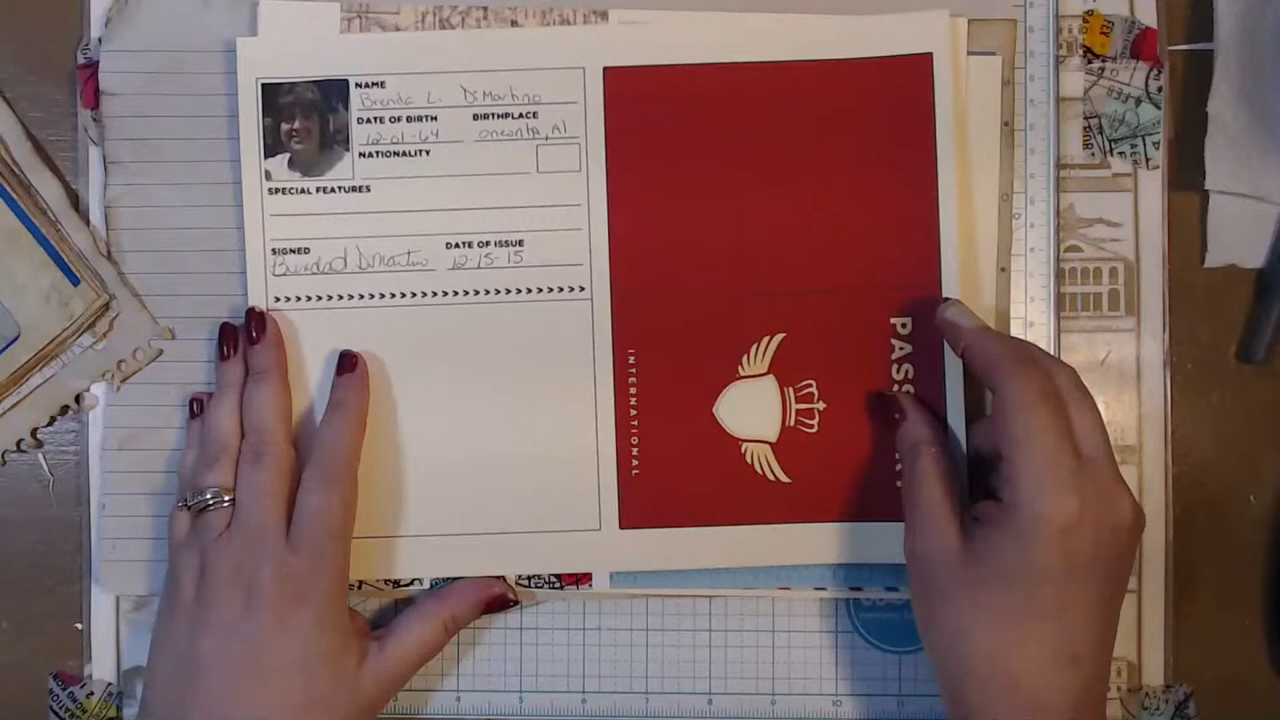 NAME
Brenda L. DiMartino
DATE OF BIRTH BIRTHPLACE
12-01-64 Oneonta, Al
NATIONALITY
SPECIAL FEATURES
SIGNED DATE OF ISSUE
DiMartino 12-15-15
>>>>>>>>>>>>>>>>>>>>>>>>>>>>>>>>>>>
INTERNATIONAL
PASS